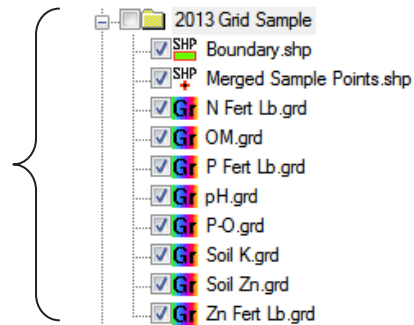 2013 Grid Sample
SHP Boundary.shp
SHP Merged Sample Points.shp
Gr N Fert Lb.grd
Gr OM.grd
Gr P Fert Lb.grd
Gr pH.grd
Gr P-O.grd
Gr Soil K.grd
Gr Soil Zn.grd
Gr Zn Fert Lb.grd